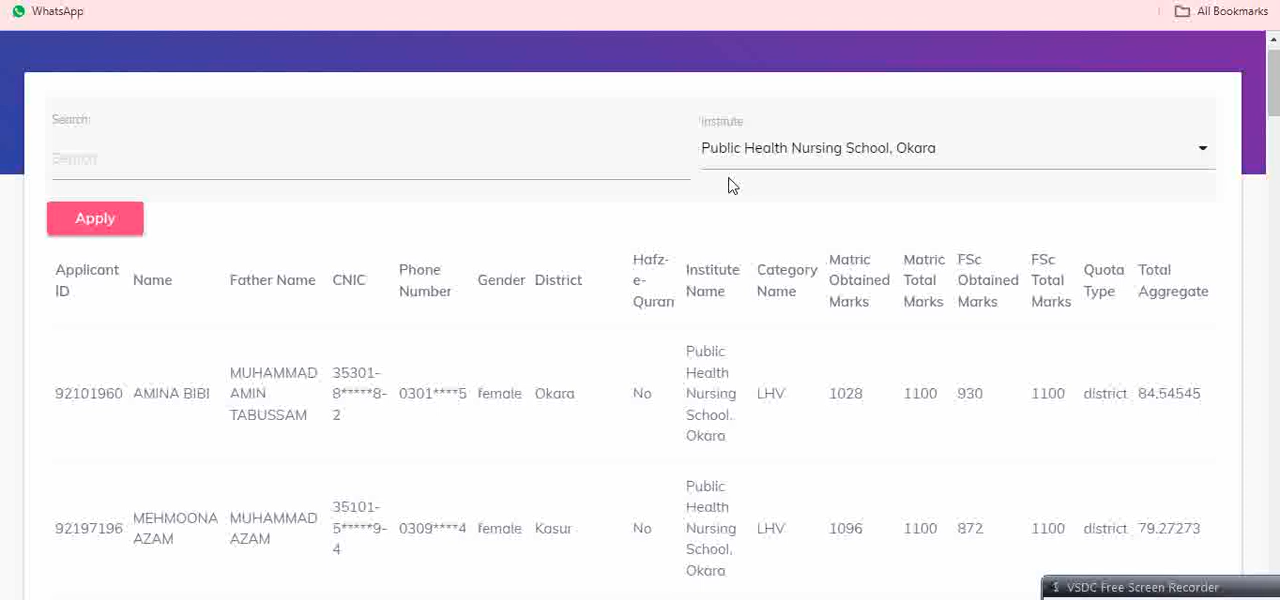 WhatsApp
All Bookmarks
Search:
Search
Institute
Public Health Nursing School, Okara
Apply
Applicant ID
Name
Father Name
CNIC
Phone Number
Gender
District
Hafz-e-Quran
Institute Name
Category Name
Matric Obtained Marks
Matric Total Marks
FSc Obtained Marks
FSc Total Marks
Quota Type
Total Aggregate
92101960
AMINA BIBI
MUHAMMAD AMIN TABUSSAM
35301-8*****8-2
0301****5
female
Okara
No
Public Health Nursing School, Okara
LHV
1028
1100
930
1100
district
84.54545
92197196
MEHMOONA AZAM
MUHAMMAD AZAM
35101-5*****9-4
0309****4
female
Kasur
No
Public Health Nursing School, Okara
LHV
1096
1100
872
1100
district
79.27273
VSDC Free Screen Recorder